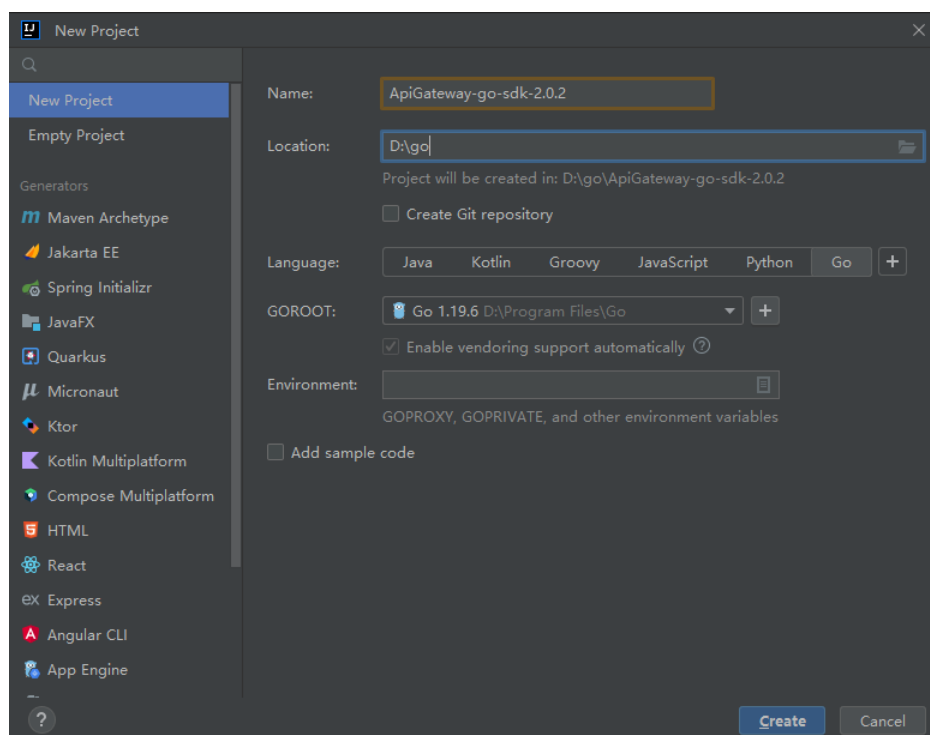 New Project
New Project
Empty Project
Generators
Maven Archetype
Jakarta EE
Spring Initializr
JavaFX
Quarkus
Micronaut
Ktor
Kotlin Multiplatform
Compose Multiplatform
HTML
React
Express
Angular CLI
App Engine
Name: ApiGateway-go-sdk-2.0.2
Location: D:\go
Project will be created in: D:\go\ApiGateway-go-sdk-2.0.2
Create Git repository
Language: Java Kotlin Groovy JavaScript Python Go +
GOROOT: Go 1.19.6 D:\Program Files\Go +
Enable vendoring support automatically ?
Environment:
GOPROXY, GOPRIVATE, and other environment variables
Add sample code
? Create Cancel